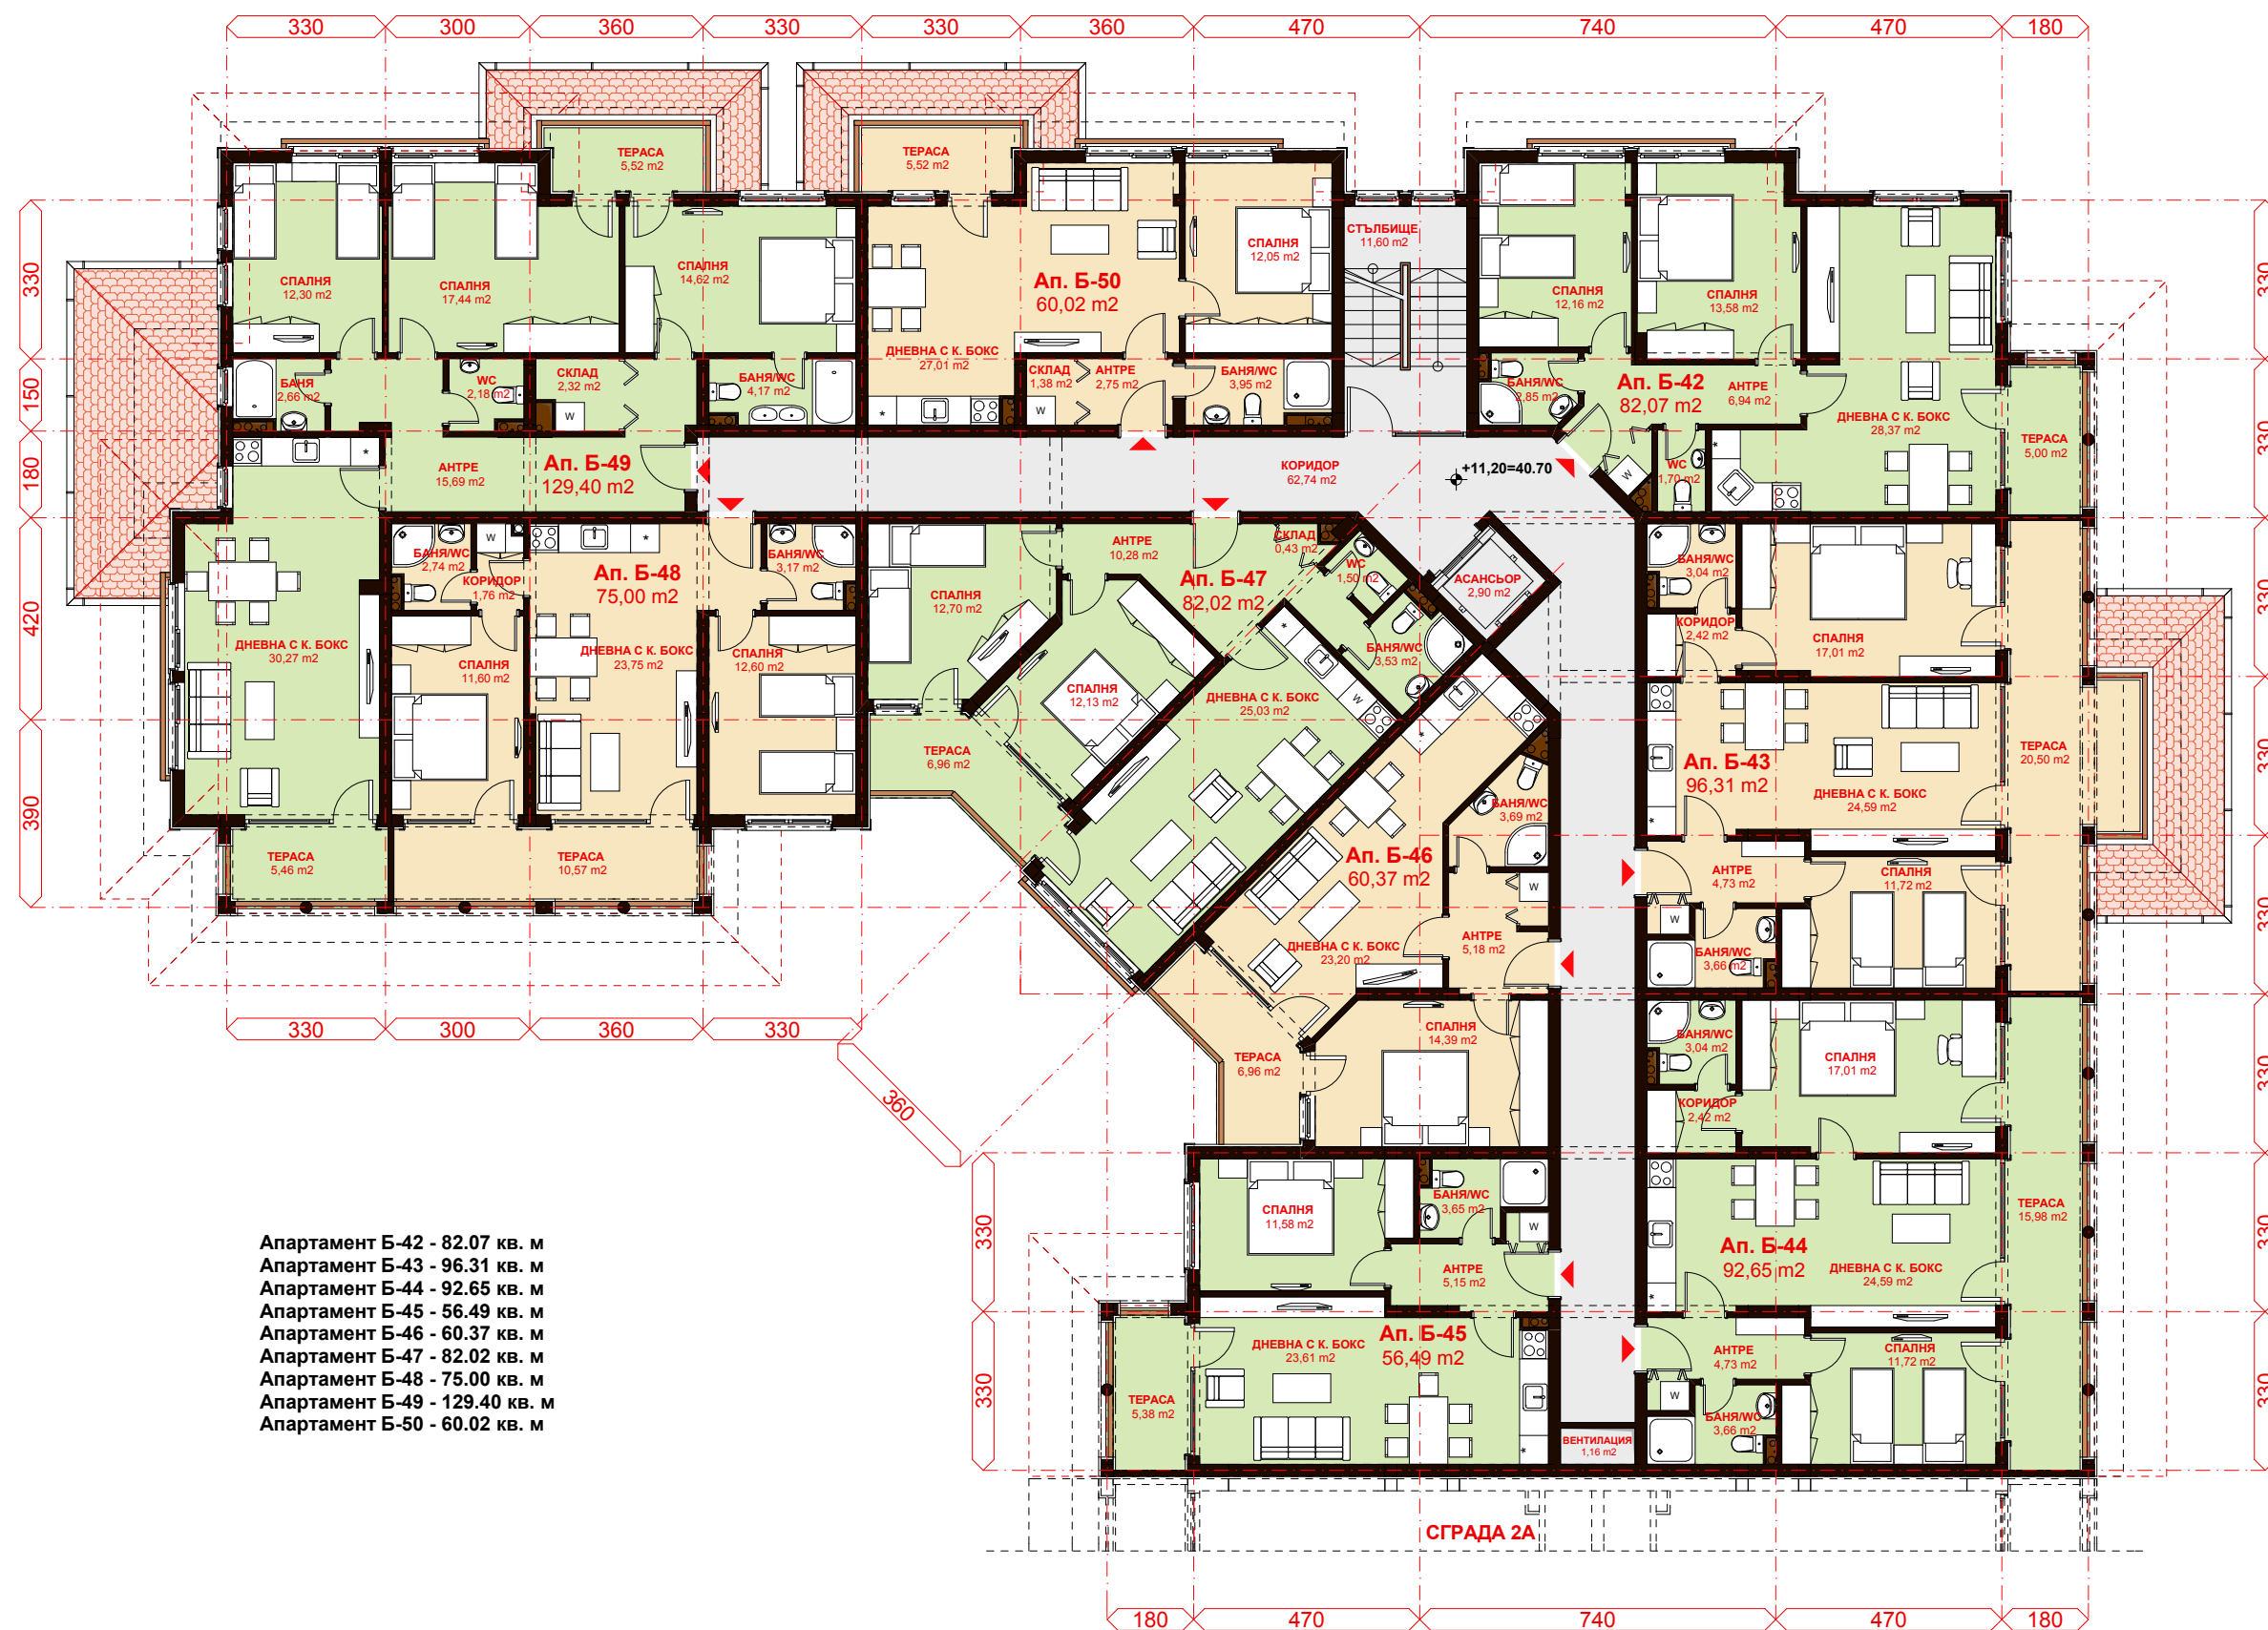 330 300 360 330 330 360 470 740 470 180
ТЕРАСА
5,52 m2
ТЕРАСА
5,52 m2
СПАЛНЯ
12,30 m2
СПАЛНЯ
17,44 m2
СПАЛНЯ
14,62 m2
Ап. Б-50
60,02 m2
СПАЛНЯ
12,05 m2
СТЪЛБИЩЕ
11,60 m2
СПАЛНЯ
12,16 m2
СПАЛНЯ
13,58 m2
ДНЕВНА С К. БОКС
27,01 m2
БАНЯ
2,66 m2
WC
2,18 m2
СКЛАД
2,32 m2
W
БАНЯ/WC
4,17 m2
СКЛАД
1,38 m2
W
АНТРЕ
2,75 m2
БАНЯ/WC
3,95 m2
БАНЯ/WC
2,85 m2
Ап. Б-42
82,07 m2
АНТРЕ
6,94 m2
ДНЕВНА С К. БОКС
28,37 m2
ТЕРАСА
5,00 m2
WC
1,70 m2
W
АНТРЕ
15,69 m2
Ап. Б-49
129,40 m2
КОРИДОР
62,74 m2
+11,20=40.70
БАНЯ/WC
2,74 m2
W
КОРИДОР
1,76 m2
Ап. Б-48
75,00 m2
БАНЯ/WC
3,17 m2
АНТРЕ
10,28 m2
СКЛАД
0,43 m2
WC
1,50 m2
Ап. Б-47
82,02 m2
СПАЛНЯ
12,70 m2
АСАНСЬОР
2,90 m2
БАНЯ/WC
3,04 m2
КОРИДОР
2,42 m2
СПАЛНЯ
17,01 m2
ДНЕВНА С К. БОКС
30,27 m2
СПАЛНЯ
11,60 m2
ДНЕВНА С К. БОКС
23,75 m2
СПАЛНЯ
12,60 m2
СПАЛНЯ
12,13 m2
БАНЯ/WC
3,53 m2
ДНЕВНА С К. БОКС
25,03 m2
W
ТЕРАСА
6,96 m2
Ап. Б-43
96,31 m2
ДНЕВНА С К. БОКС
24,59 m2
ТЕРАСА
20,50 m2
БАНЯ/WC
3,69 m2
Ап. Б-46
60,37 m2
ТЕРАСА
5,46 m2
ТЕРАСА
10,57 m2
АНТРЕ
4,73 m2
СПАЛНЯ
11,72 m2
W
W
ДНЕВНА С К. БОКС
23,20 m2
АНТРЕ
5,18 m2
БАНЯ/WC
3,66 m2
330 300 360 330
СПАЛНЯ
14,39 m2
ТЕРАСА
6,96 m2
БАНЯ/WC
3,04 m2
КОРИДОР
2,42 m2
СПАЛНЯ
17,01 m2
360
СПАЛНЯ
11,58 m2
БАНЯ/WC
3,65 m2
W
АНТРЕ
5,15 m2
Ап. Б-44
92,65 m2
ДНЕВНА С К. БОКС
24,59 m2
ТЕРАСА
15,98 m2
Апартамент Б-42 - 82.07 кв. м
Апартамент Б-43 - 96.31 кв. м
Апартамент Б-44 - 92.65 кв. м
Апартамент Б-45 - 56.49 кв. м
Апартамент Б-46 - 60.37 кв. м
Апартамент Б-47 - 82.02 кв. м
Апартамент Б-48 - 75.00 кв. м
Апартамент Б-49 - 129.40 кв. м
Апартамент Б-50 - 60.02 кв. м
ДНЕВНА С К. БОКС
23,61 m2
Ап. Б-45
56,49 m2
ТЕРАСА
5,38 m2
АНТРЕ
4,73 m2
СПАЛНЯ
11,72 m2
W
БАНЯ/WC
3,66 m2
ВЕНТИЛАЦИЯ
1,16 m2
СГРАДА 2А
180 470 740 470 180
330
150
180
420
390
330
330
330
330
330
330
330
330
330
330